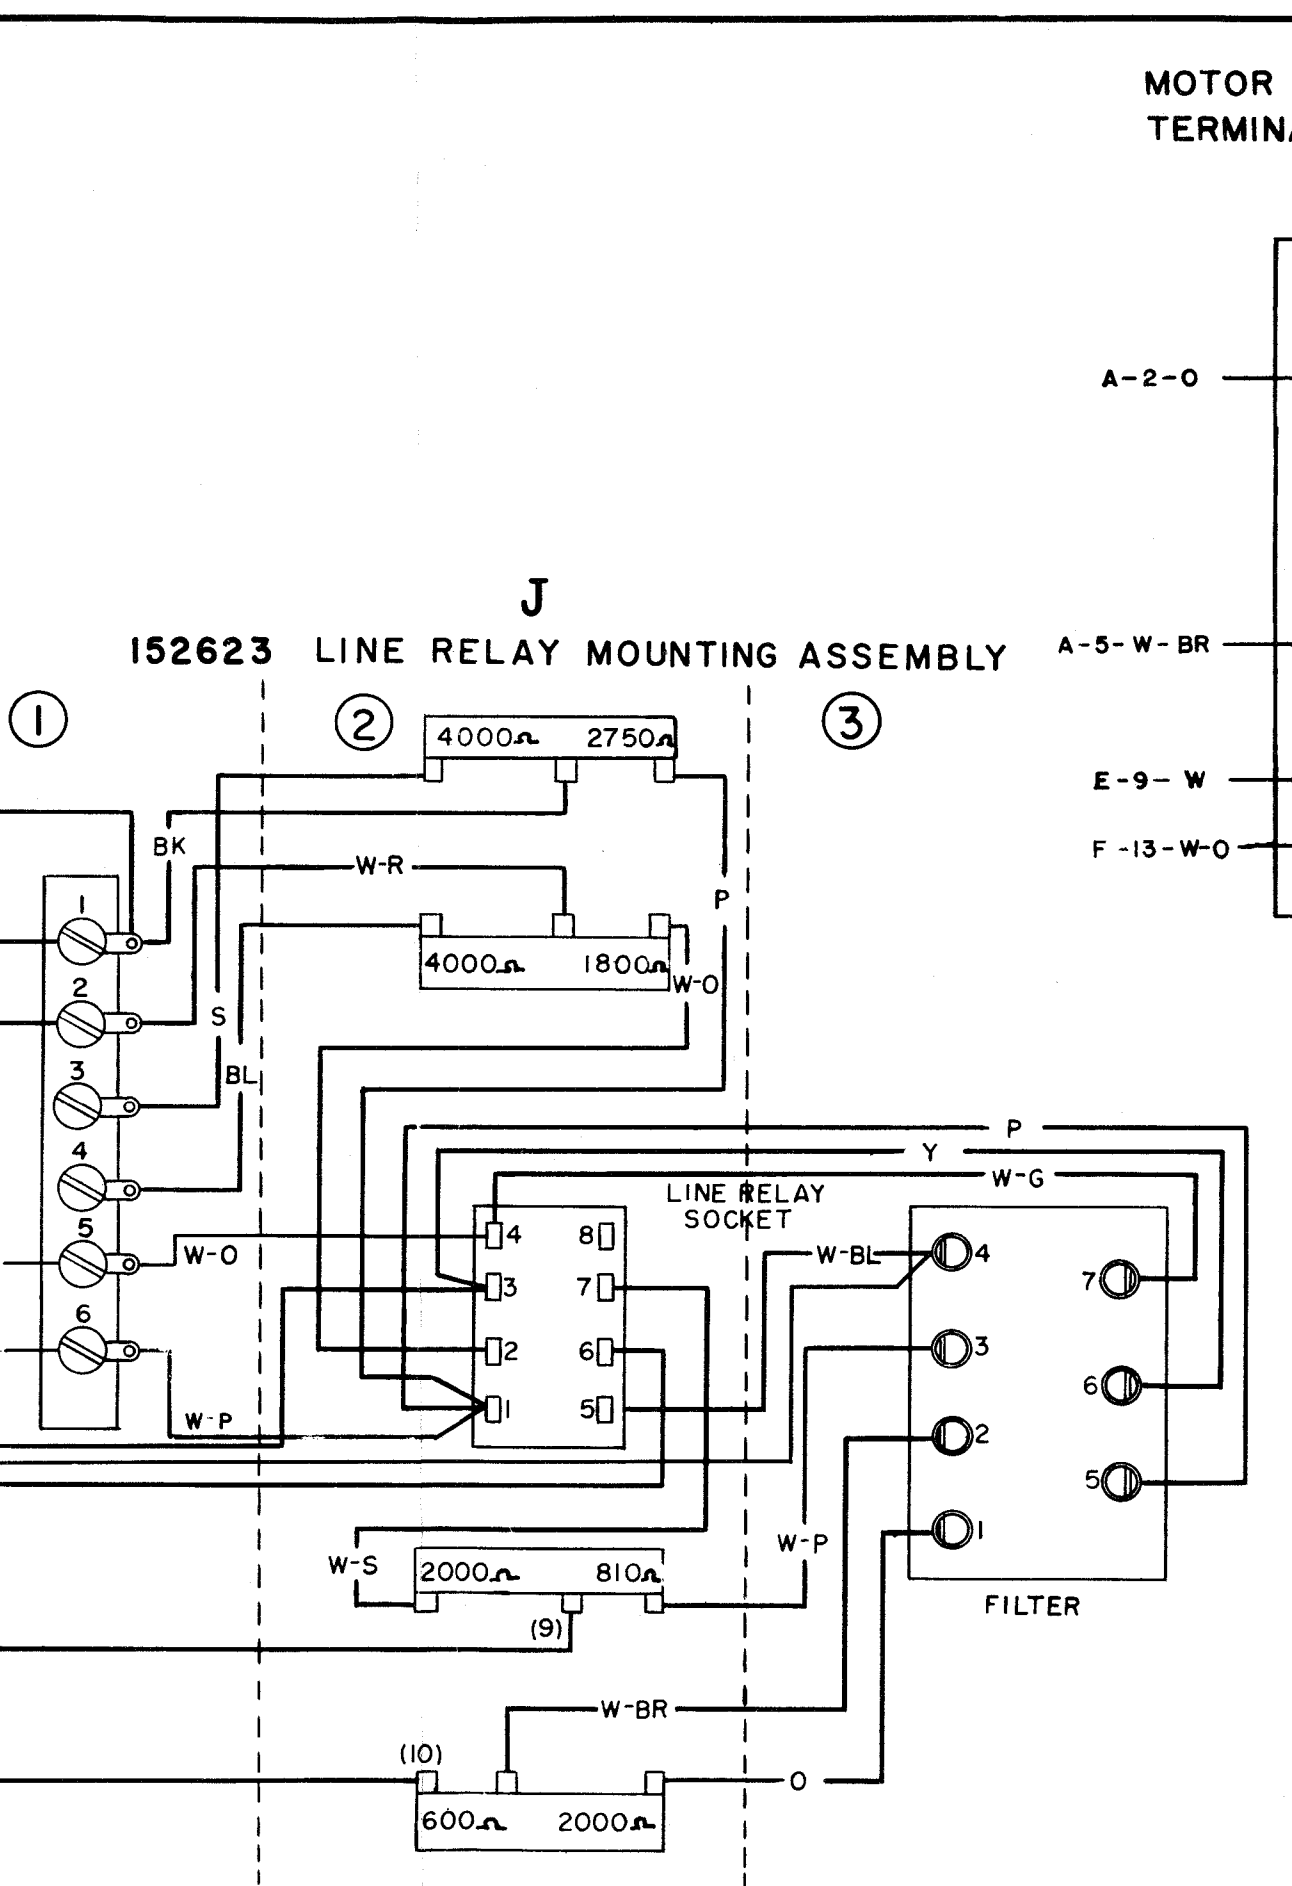 MOTOR
TERMINA
A-2-O
J
152623 LINE RELAY MOUNTING ASSEMBLY
A-5-W-BR
1
2
3
4000Ω 2750Ω
E-9-W
BK
F-13-W-O
W-R
P
1
4000Ω 1800Ω
W-O
2
S
3
BL
P
4
Y
W-G
LINE RELAY
SOCKET
5
W-O
4 8
W-BL
4
7
3 7
6
2 6
3
6
W-P
1 5
2
5
1
W-P
W-S
2000Ω 810Ω
FILTER
(9)
W-BR
(10)
O
600Ω 2000Ω